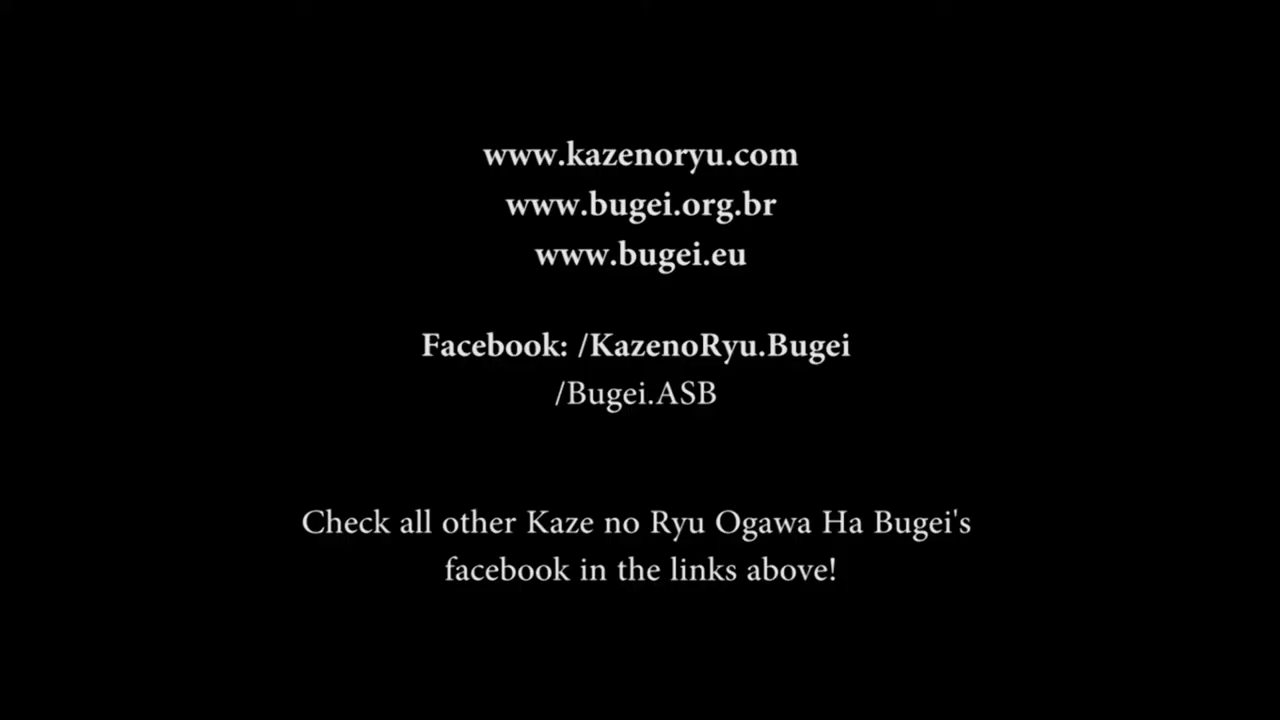 www.kazenoryu.com
www.bugei.org.br
www.bugei.eu
Facebook: /KazenoRyu.Bugei
/Bugei.ASB
Check all other Kaze no Ryu Ogawa Ha Bugei's
facebook in the links above!